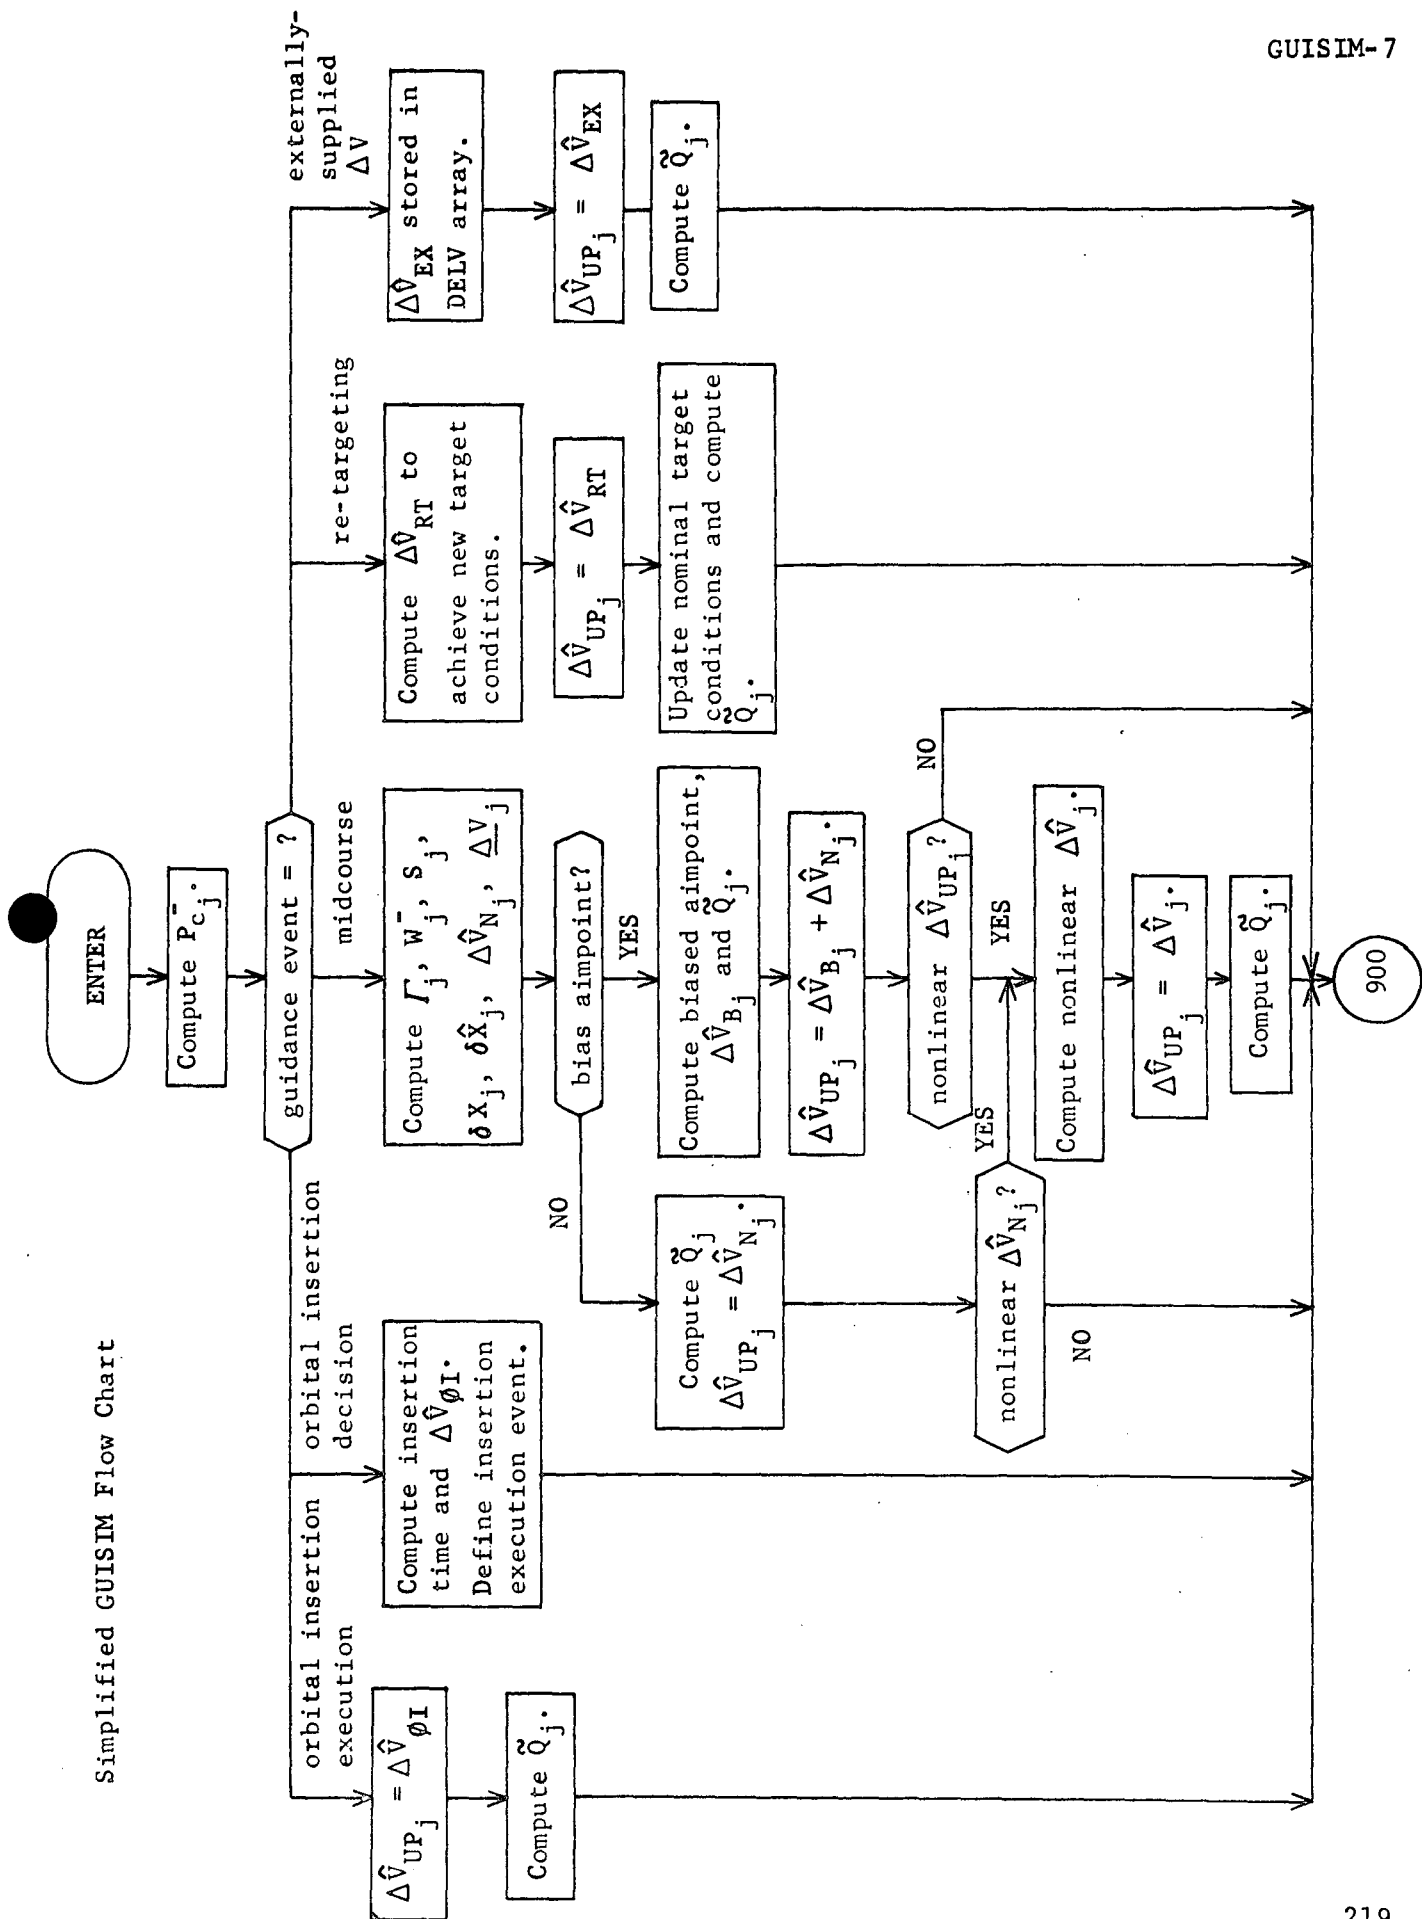 GUISIM-7
Simplified GUISIM Flow Chart
ENTER
Compute P⁻_cj.
guidance event = ?
orbital insertion
execution
ΔV̂_UPj = ΔV̂_ØI
Compute Q̃_j.
orbital insertion
decision
Compute insertion
time and ΔV̂_ØI.
Define insertion
execution event.
midcourse
Compute Γ_j, W_j⁻, S_j,
δX_j, δX̂_j, ΔV̂_Nj, ΔV_j
bias aimpoint?
NO
YES
Compute Q̃_j
ΔV̂_UPj = ΔV̂_Nj.
nonlinear ΔV̂_Nj?
YES
NO
Compute biased aimpoint,
ΔV̂_Bj and Q̃_j.
ΔV̂_UPj = ΔV̂_Bj + ΔV̂_Nj.
nonlinear ΔV̂_UPj?
NO
YES
Compute nonlinear ΔV̂_j.
ΔV̂_UPj = ΔV̂_j.
Compute Q̃_j.
re-targeting
Compute ΔV̂_RT to
achieve new target
conditions.
ΔV̂_UPj = ΔV̂_RT
Update nominal target
conditions and compute
Q̃_j.
externally-
supplied
ΔV
ΔV̂_EX stored in
DELV array.
ΔV̂_UPj = ΔV̂_EX
Compute Q̃_j.
900
219